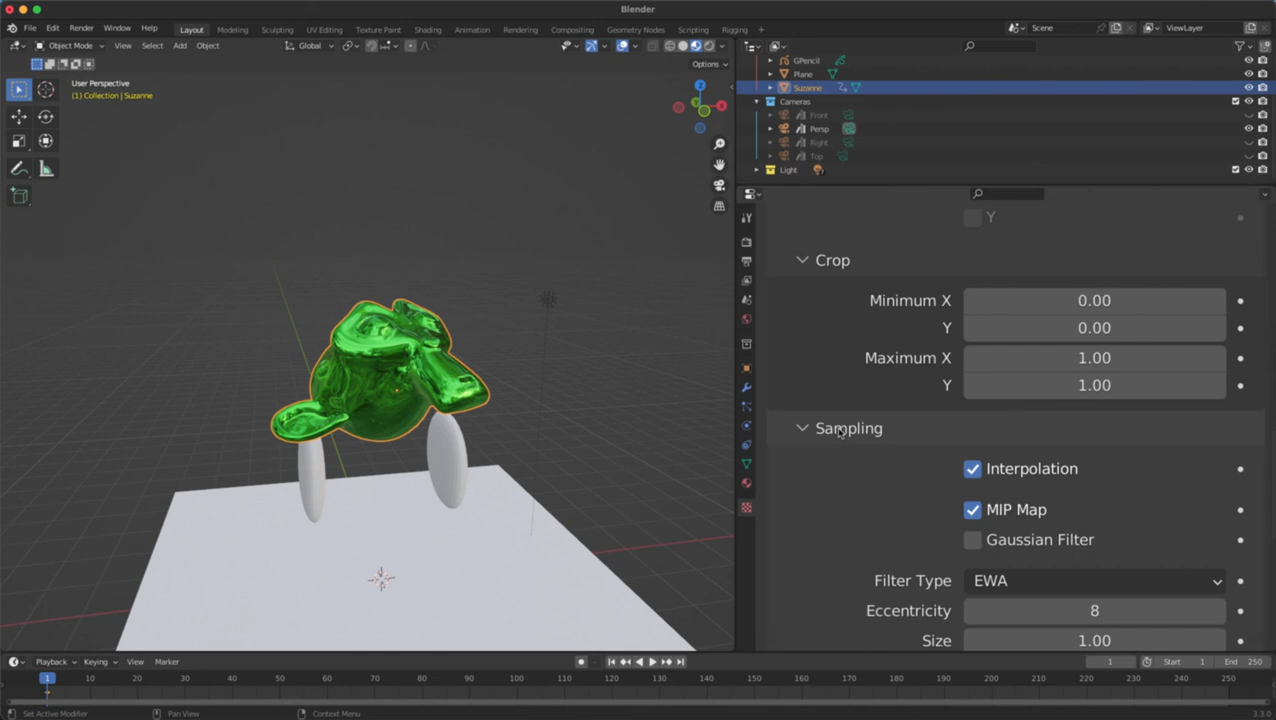 Blender
File Edit Render Window Help
Layout Modeling Sculpting UV Editing Texture Paint Shading Animation Rendering Compositing Geometry Nodes Scripting Rigging +
Scene
ViewLayer
Object Mode View Select Add Object
Global
Options
User Perspective
(1) Collection | Suzanne
X
Y
Z
GPencil
Plane
Suzanne
Cameras
Front
Persp
Right
Top
Light
Y
Crop
Minimum X 0.00
Y 0.00
Maximum X 1.00
Y 1.00
Sampling
Interpolation
MIP Map
Gaussian Filter
Filter Type EWA
Eccentricity 8
Size 1.00
Playback Keying View Marker
1 Start 1 End 250
1 10 20 30 40 50 60 70 80 90 100 110 120 130 140 150 160 170 180 190 200 210 220 230 240 250
Set Active Modifier Pan View Context Menu 3.3.0